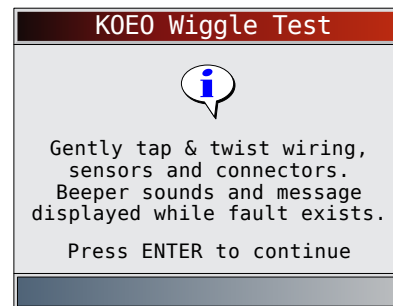 KOEO Wiggle Test
i
Gently tap & twist wiring,
sensors and connectors.
Beeper sounds and message
displayed while fault exists.
Press ENTER to continue